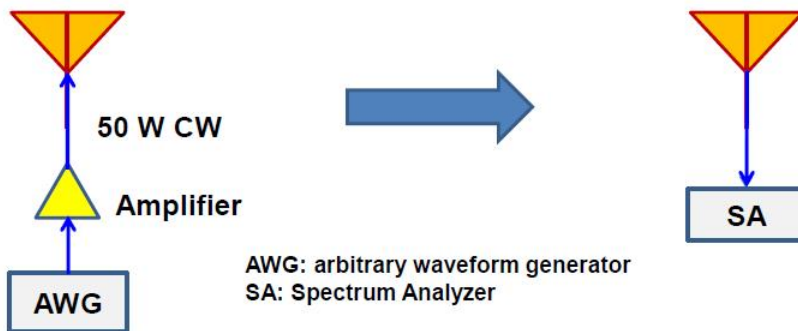 50 W CW
Amplifier
SA
AWG: arbitrary waveform generator
SA: Spectrum Analyzer
AWG